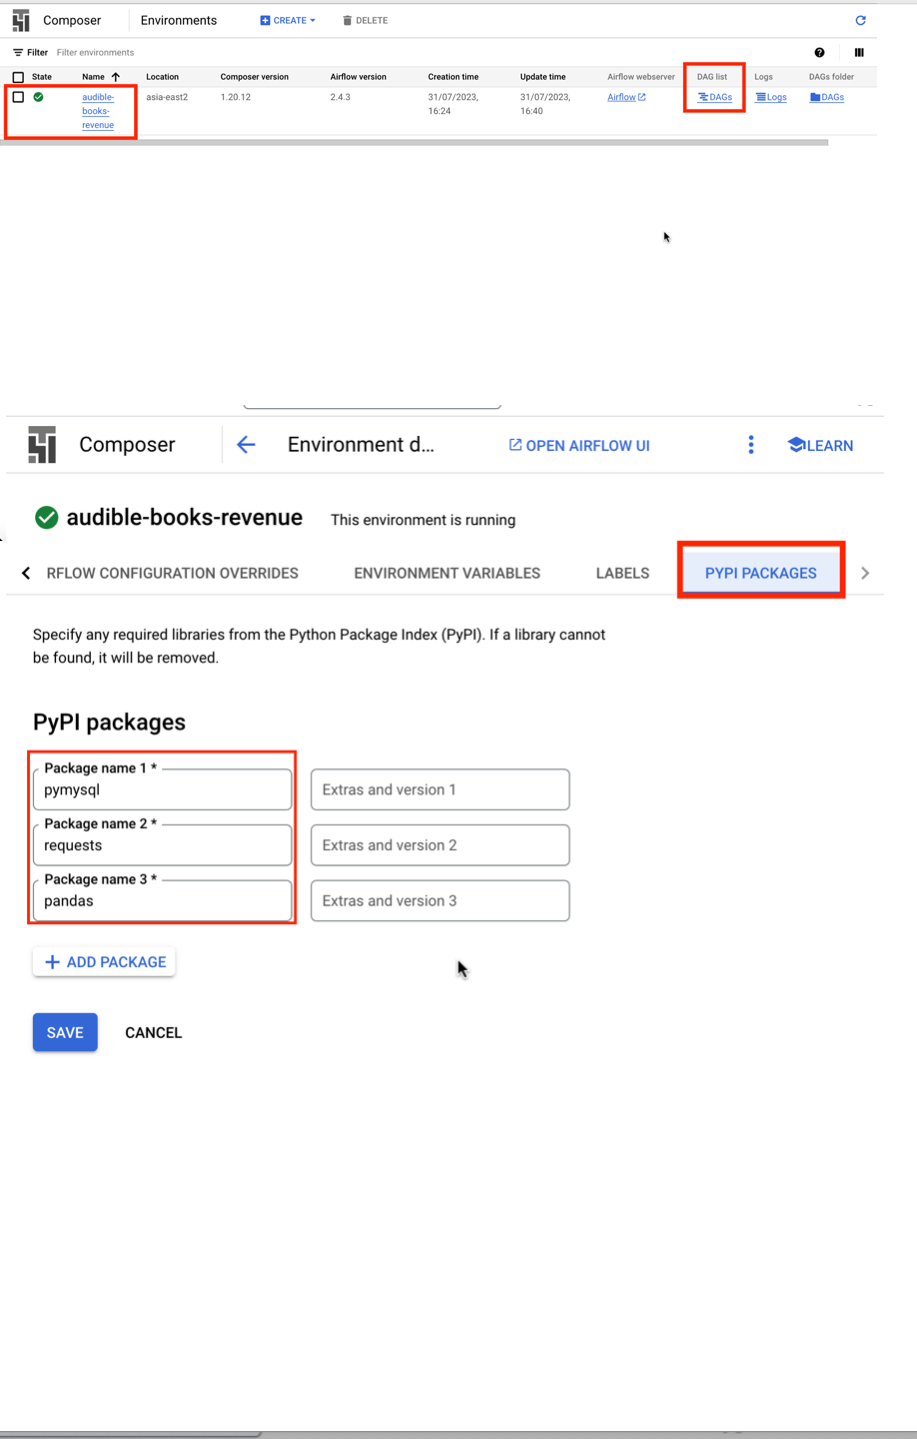 Composer Environments CREATE DELETE
Filter Filter environments
State Name Location Composer version Airflow version Creation time Update time Airflow webserver DAG list Logs DAGs folder
audible- asia-east2 1.20.12 2.4.3 31/07/2023, 31/07/2023, Airflow DAGs Logs DAGs
books- 16:24 16:40
revenue
Composer Environment d... OPEN AIRFLOW UI LEARN
audible-books-revenue This environment is running
RFLOW CONFIGURATION OVERRIDES ENVIRONMENT VARIABLES LABELS PYPI PACKAGES
Specify any required libraries from the Python Package Index (PyPI). If a library cannot
be found, it will be removed.
PyPI packages
Package name 1 *
pymysql Extras and version 1
Package name 2 *
requests Extras and version 2
Package name 3 *
pandas Extras and version 3
+ ADD PACKAGE
SAVE CANCEL